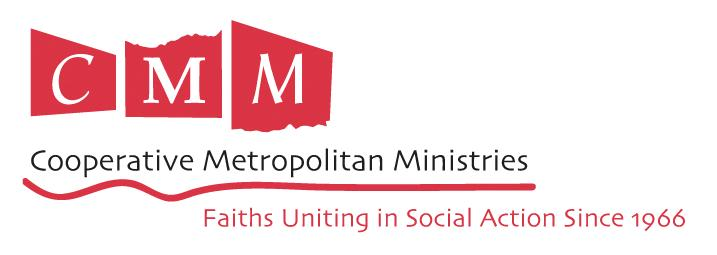 C M M
Cooperative Metropolitan Ministries
Faiths Uniting in Social Action Since 1966